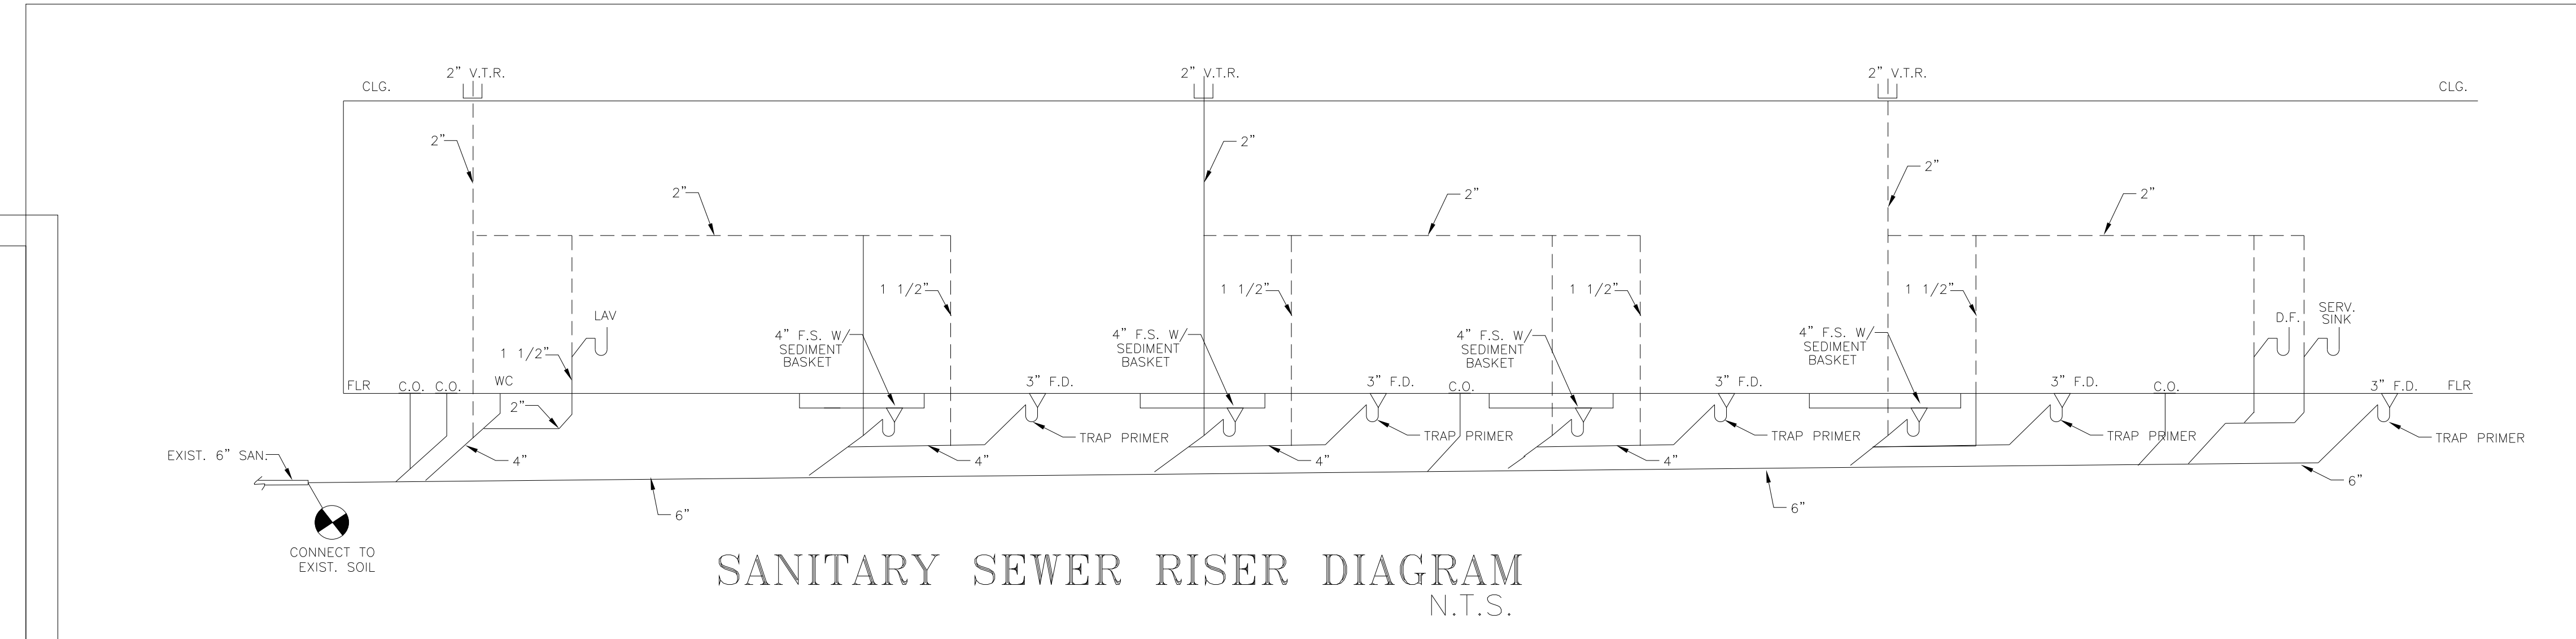 2" V.T.R.
2" V.T.R.
2" V.T.R.
CLG.
CLG.
2"
2"
2"
2"
2"
2"
1 1/2"
1 1/2"
1 1/2"
1 1/2"
LAV
D.F.
SERV.
SINK
4" F.S. W/
SEDIMENT
BASKET
4" F.S. W/
SEDIMENT
BASKET
4" F.S. W/
SEDIMENT
BASKET
4" F.S. W/
SEDIMENT
BASKET
1 1/2"
FLR
C.O.
C.O.
WC
3" F.D.
3" F.D.
C.O.
3" F.D.
3" F.D.
C.O.
3" F.D.
FLR
2"
TRAP PRIMER
TRAP PRIMER
TRAP PRIMER
TRAP PRIMER
TRAP PRIMER
EXIST. 6" SAN.
4"
4"
4"
4"
6"
6"
6"
CONNECT TO
EXIST. SOIL
SANITARY SEWER RISER DIAGRAM
N.T.S.